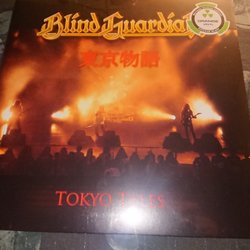 Blind Guardian
東京物語
TOKYO TALES